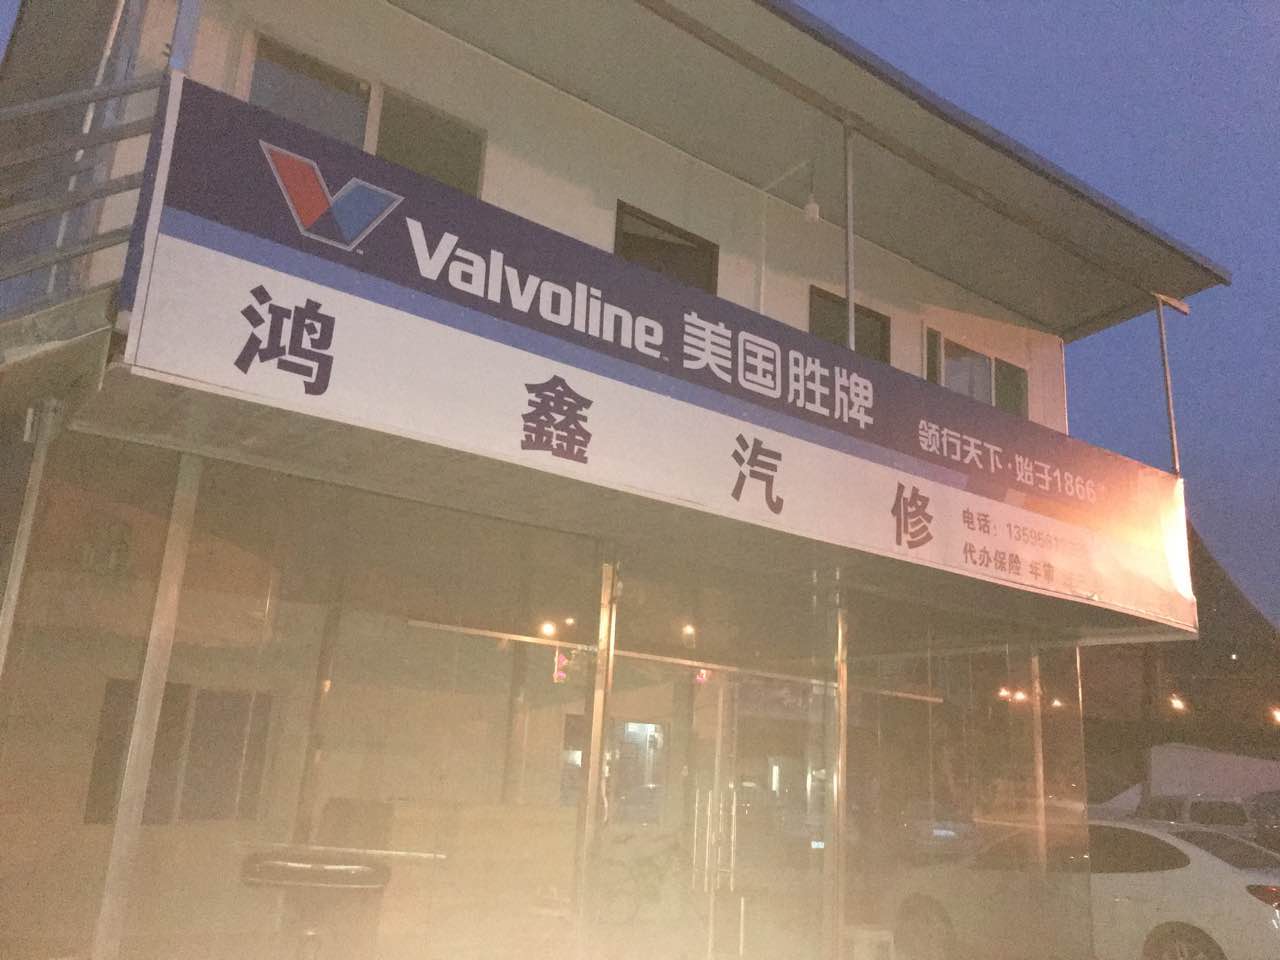 Valvoline 美国胜牌
领行天下·始于1866
鸿鑫汽修
电话：
代办保险 年审